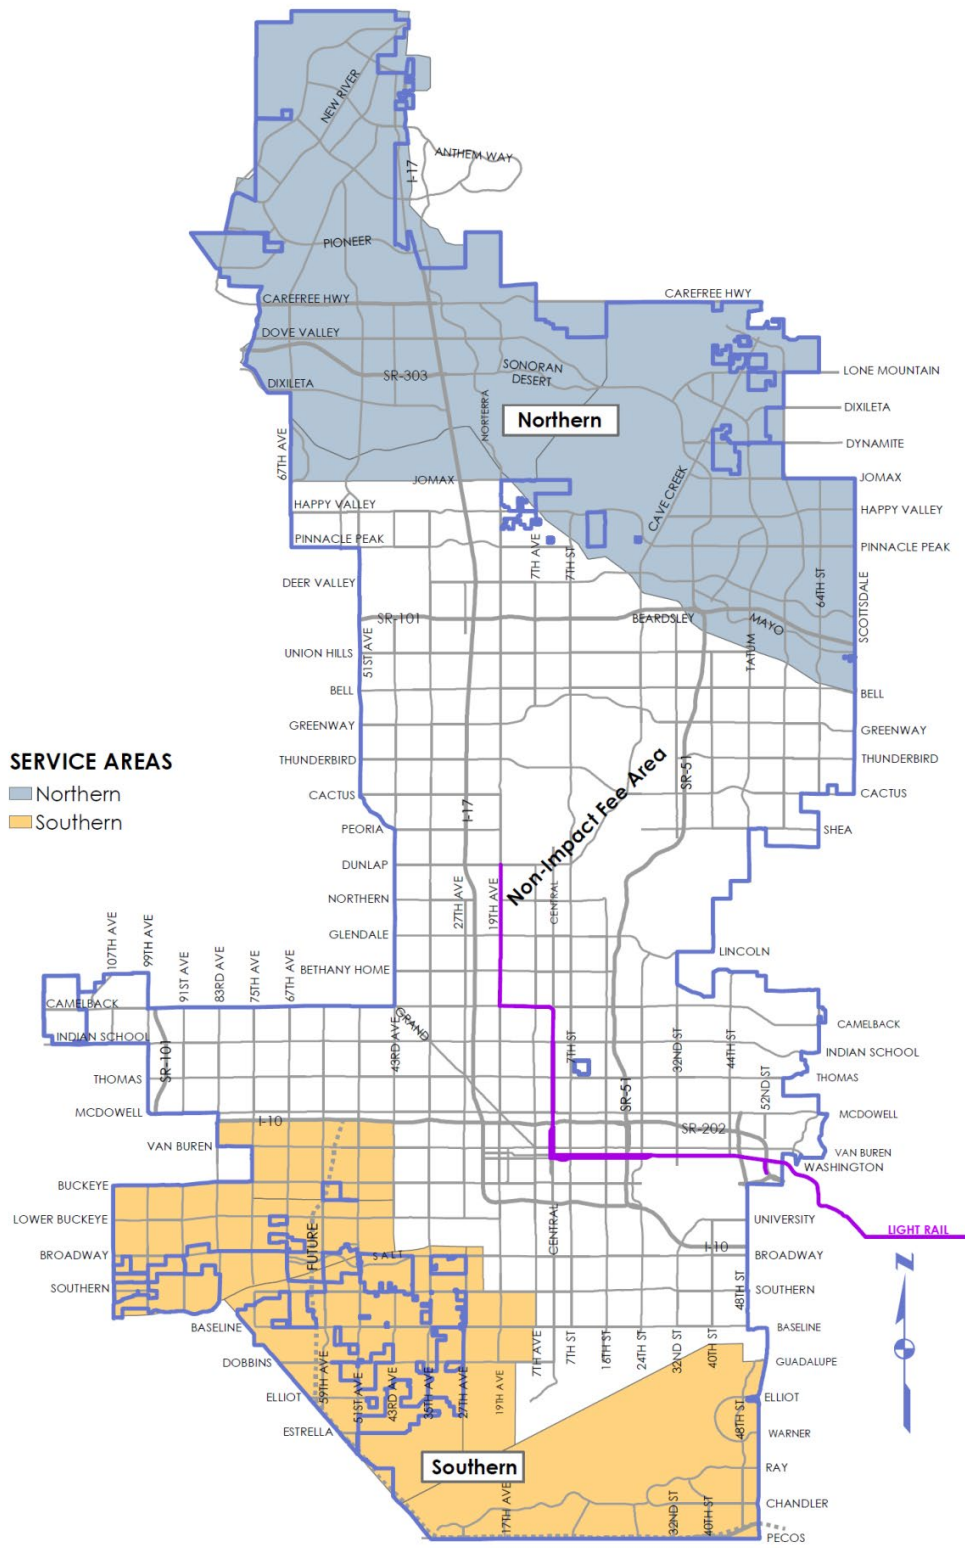 NEW RIVER
I-17
ANTHEM WAY
PIONEER
CAREFREE HWY
CAREFREE HWY
DOVE VALLEY
SONORAN
DESERT
SR-303
LONE MOUNTAIN
DIXILETA
NORTERRA
DIXILETA
Northern
DYNAMITE
67TH AVE
JOMAX
JOMAX
CAVE CREEK
HAPPY VALLEY
HAPPY VALLEY
PINNACLE PEAK
7TH AVE
7TH ST
PINNACLE PEAK
DEER VALLEY
64TH ST
SCOTTSDALE
SR-101
BEARDSLEY
MAYO
51ST AVE
UNION HILLS
TATUM
BELL
BELL
GREENWAY
GREENWAY
THUNDERBIRD
SR-51
THUNDERBIRD
SERVICE AREAS
Northern
Southern
Non-Impact Fee Area
CACTUS
CACTUS
I-17
PEORIA
SHEA
DUNLAP
NORTHERN
27TH AVE
19TH AVE
CENTRAL
GLENDALE
107TH AVE
99TH AVE
91ST AVE
83RD AVE
75TH AVE
67TH AVE
BETHANY HOME
LINCOLN
CAMELBACK
GRAND
CAMELBACK
INDIAN SCHOOL
SR-101
43RD AVE
7TH ST
32ND ST
44TH ST
INDIAN SCHOOL
THOMAS
SR-51
52ND ST
THOMAS
MCDOWELL
MCDOWELL
I-10
SR-202
VAN BUREN
VAN BUREN
WASHINGTON
BUCKEYE
LOWER BUCKEYE
FUTURE
CENTRAL
UNIVERSITY
LIGHT RAIL
BROADWAY
SALT
I-10
BROADWAY
SOUTHERN
48TH ST
SOUTHERN
BASELINE
BASELINE
7TH AVE
7TH ST
16TH ST
24TH ST
32ND ST
40TH ST
DOBBINS
GUADALUPE
ELLIOT
59TH AVE
51ST AVE
43RD AVE
35TH AVE
27TH AVE
19TH AVE
48TH ST
ELLIOT
ESTRELLA
WARNER
Southern
RAY
17TH AVE
32ND ST
40TH ST
CHANDLER
PECOS
N